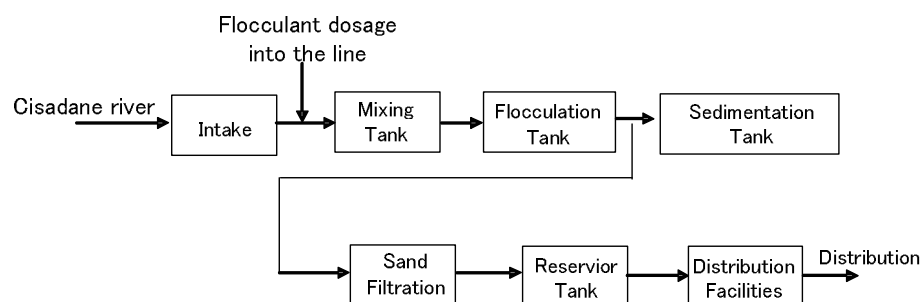 Flocculant dosage
into the line
Cisadane river
Intake
Mixing
Tank
Flocculation
Tank
Sedimentation
Tank
Sand
Filtration
Reservior
Tank
Distribution
Facilities
Distribution